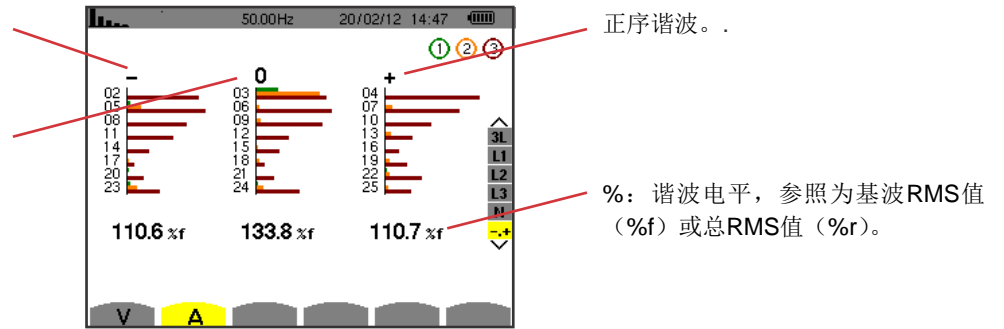 50.00Hz 20/02/12 14:47
正序谐波。.
1 2 3
- 0 +
02 03 04
05 06 07
08 09 10
11 12 13
14 15 16
17 18 19
20 21 22
23 24 25
3L
L1
L2
L3
N
-.+
%：谐波电平，参照为基波RMS值
（%f）或总RMS值（%r）。
110.6 %f 133.8 %f 110.7 %f
V A